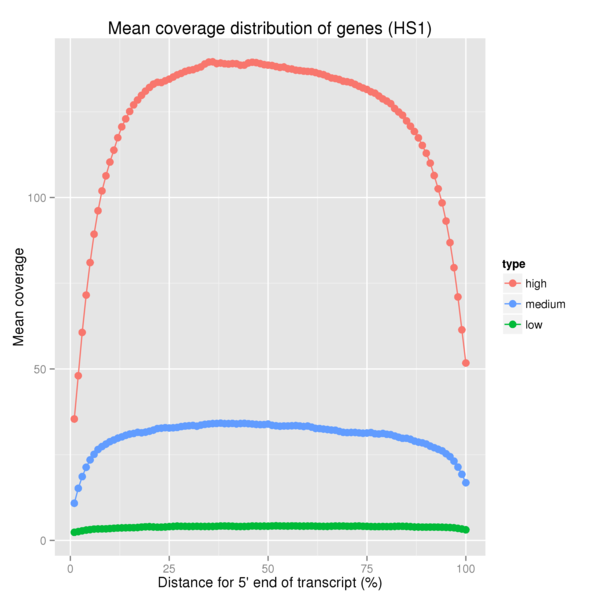 Mean coverage distribution of genes (HS1)
Mean coverage
100
50
0
0
25
50
75
100
Distance for 5' end of transcript (%)
type
high
medium
low